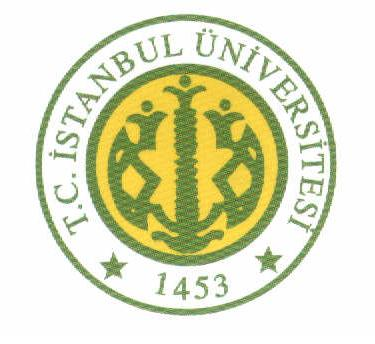 T.C. İSTANBUL ÜNİVERSİTESİ
1453